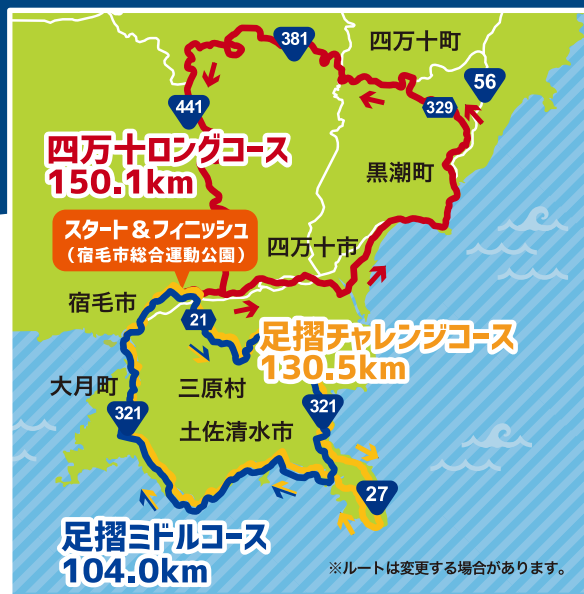 381
四万十町
56
441
329
四万十ロングコース
150.1km
黒潮町
スタート＆フィニッシュ
（宿毛市総合運動公園）
四万十市
宿毛市
21
足摺チャレンジコース
130.5km
大月町
三原村
321
321
土佐清水市
27
足摺ミドルコース
104.0km
※ルートは変更する場合があります。